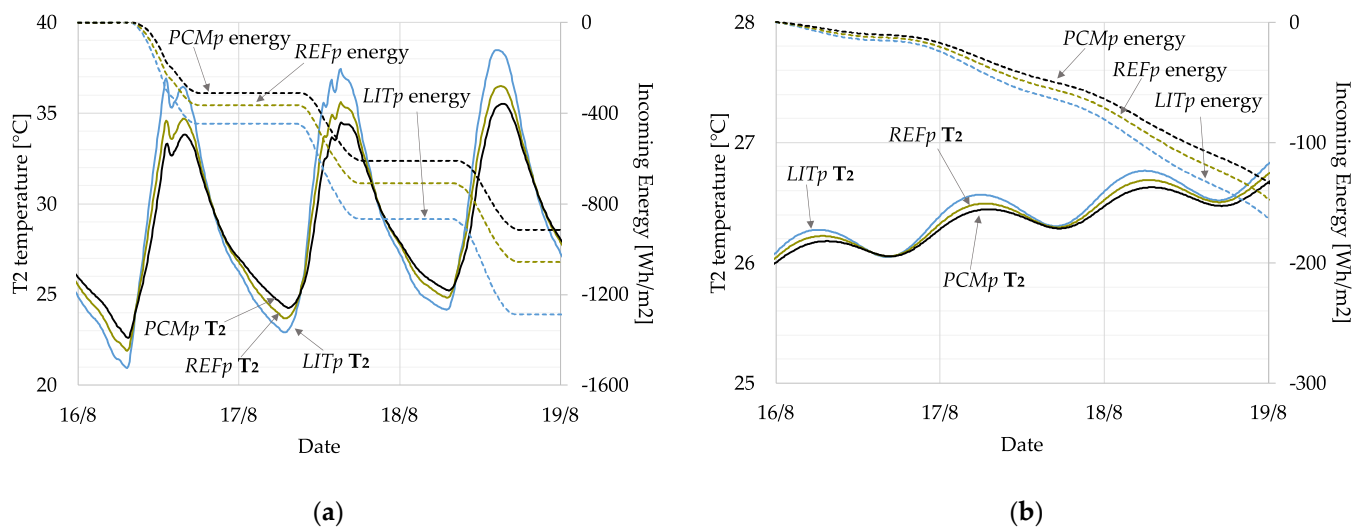 40
35
30
25
20
T2 temperature [°C]
PCMp energy
REFp energy
LITp energy
PCMp T2
REFp T2
LITp T2
0
-400
-800
-1200
-1600
Incoming Energy [Wh/m2]
16/8 17/8 18/8 19/8
Date
(a)
28
27
26
25
T2 temperature [°C]
PCMp energy
REFp energy
LITp energy
REFp T2
LITp T2
PCMp T2
0
-100
-200
-300
Incoming Energy [Wh/m2]
16/8 17/8 18/8 19/8
Date
(b)